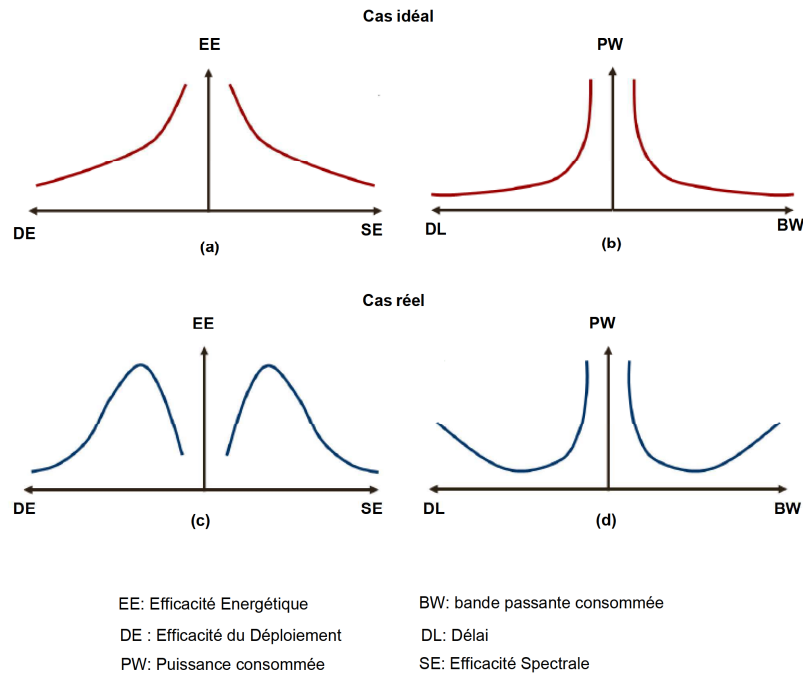 Cas idéal
EE
PW
DE
SE
DL
BW
(a)
(b)
Cas réel
EE
PW
DE
SE
DL
BW
(c)
(d)
EE: Efficacité Energétique
BW: bande passante consommée
DE : Efficacité du Déploiement
DL: Délai
PW: Puissance consommée
SE: Efficacité Spectrale